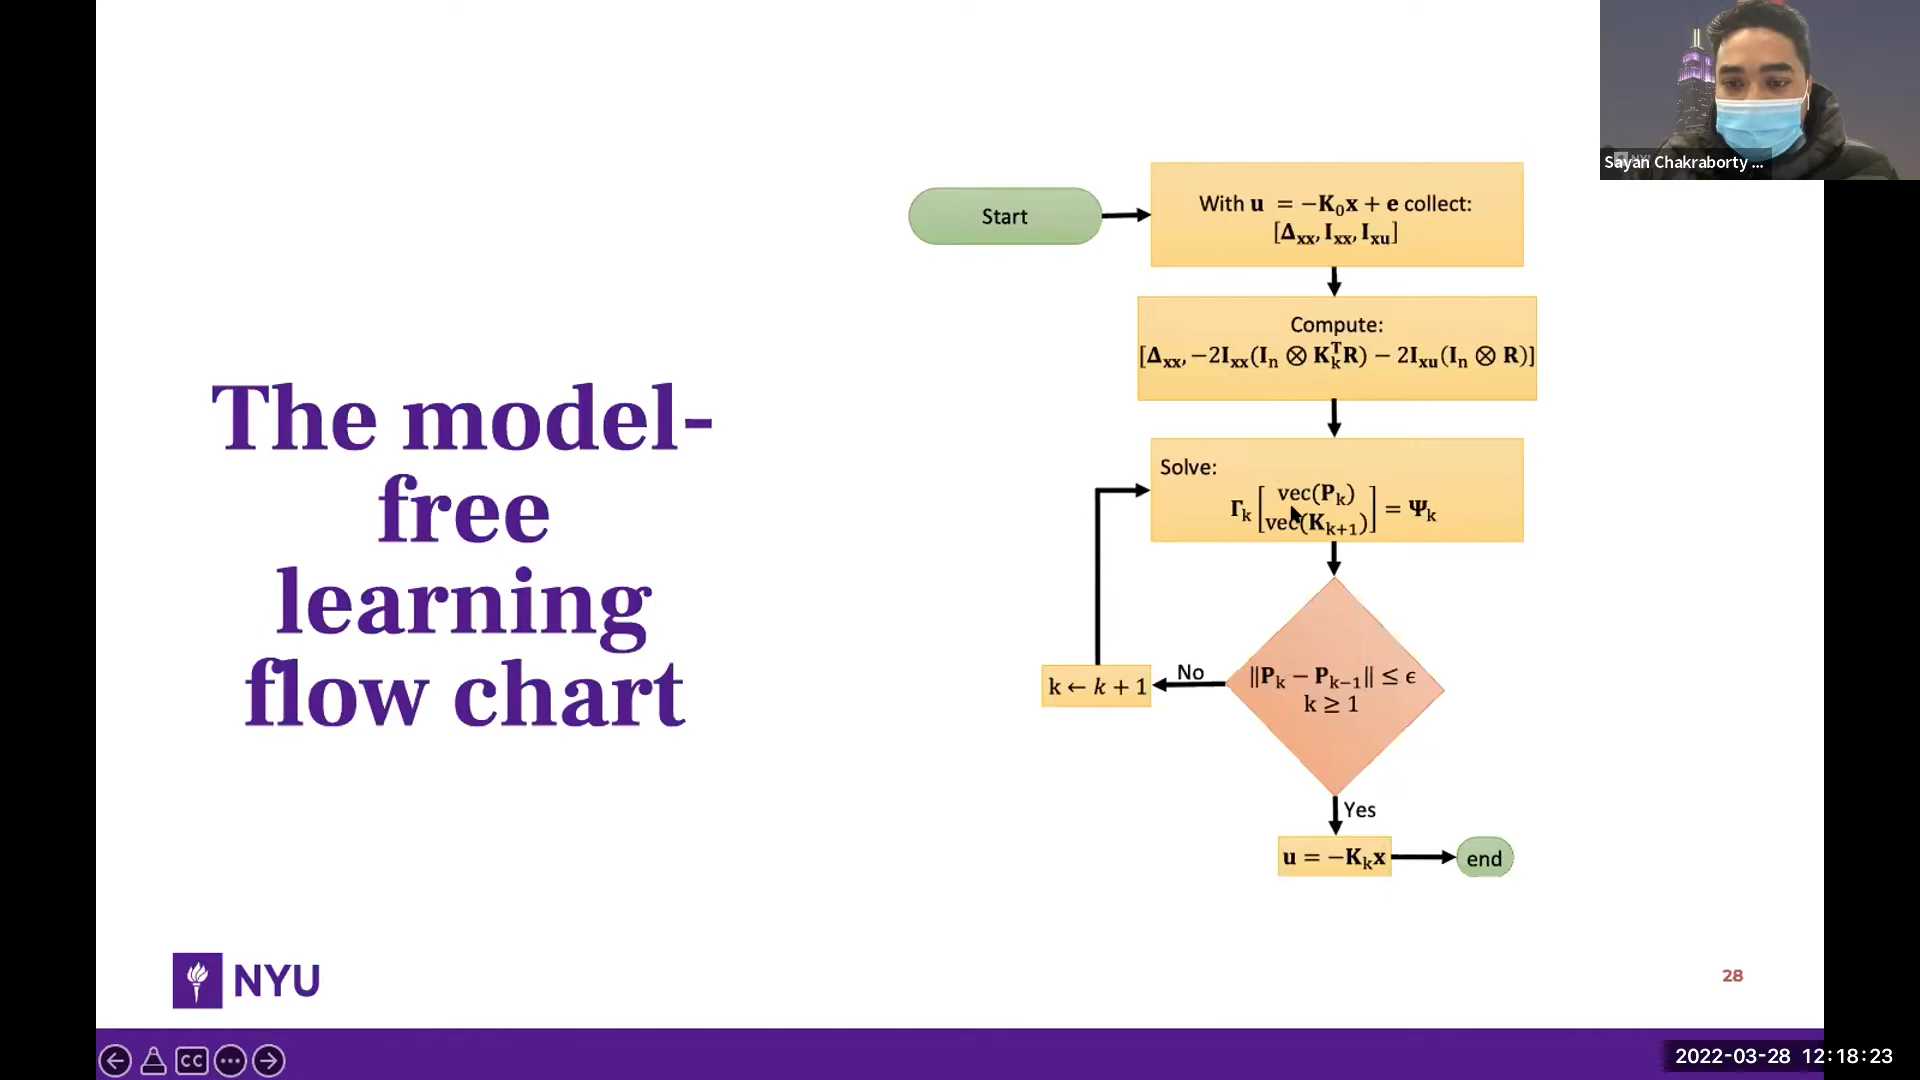 Sayan Chakraborty ...
Start
With u = −K₀x + e collect:
[Δxx, Ixx, Ixu]
Compute:
[Δxx, −2Ixx(Iₙ ⊗ KₖᵀR) − 2Ixu(Iₙ ⊗ R)]
Solve:
Γₖ [vec(Pₖ) vec(Kₖ₊₁)] = Ψₖ
The model-
free
learning
flow chart
‖Pₖ − Pₖ₋₁‖ ≤ ϵ
k ≥ 1
No
k ← k + 1
Yes
u = −Kₖx
end
NYU
28
CC
2022-03-28 12:18:23